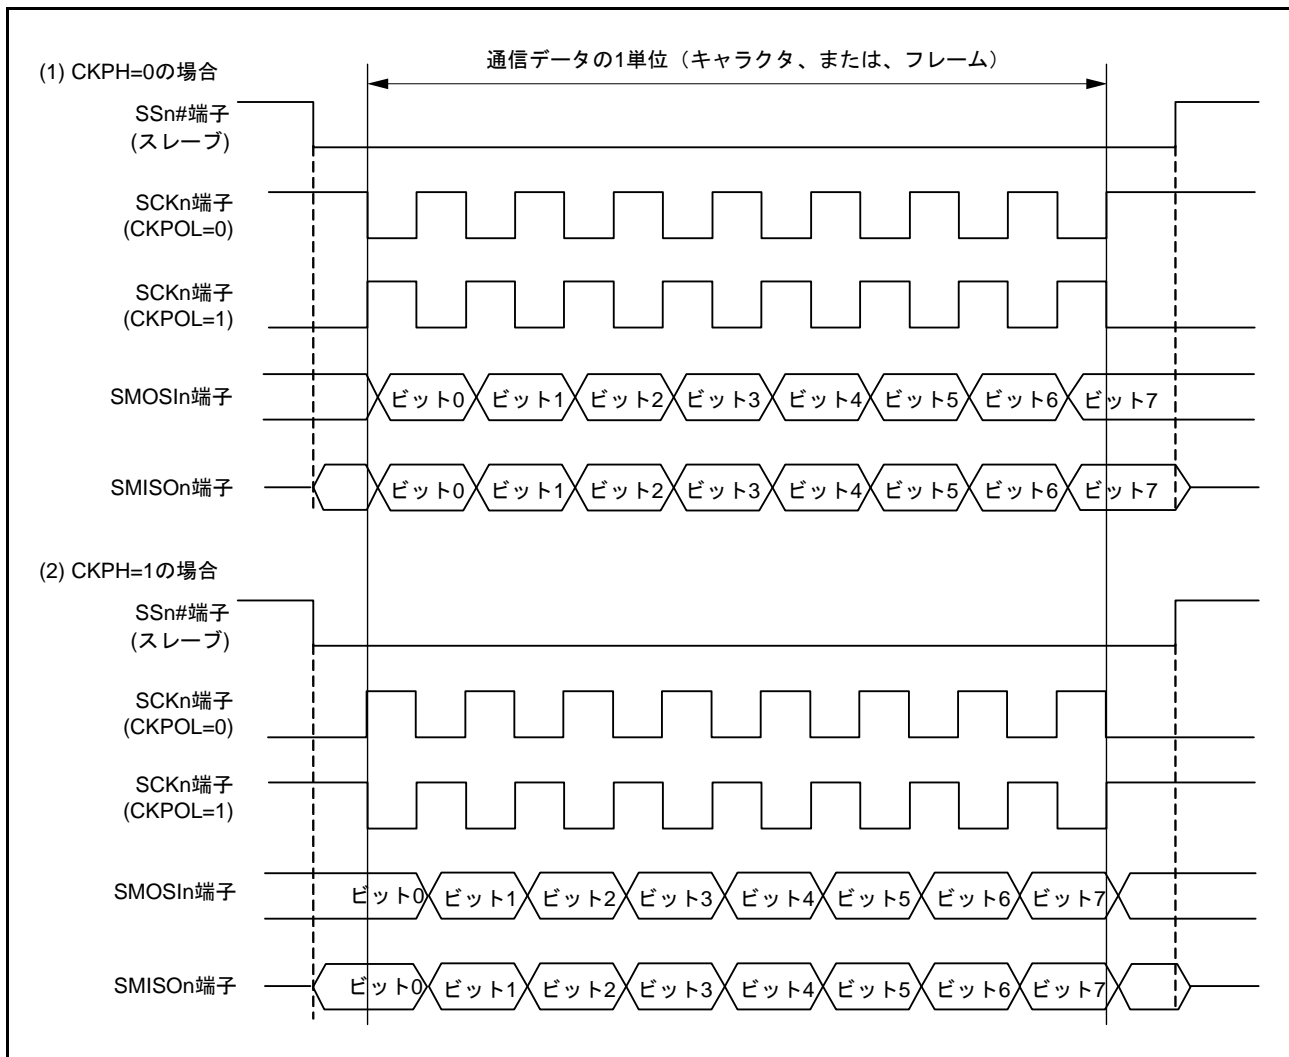 (1) CKPH=0の場合
通信データの1単位（キャラクタ、または、フレーム）
SSn#端子
(スレーブ)
SCKn端子
(CKPOL=0)
SCKn端子
(CKPOL=1)
SMOSIn端子
ビット0 ビット1 ビット2 ビット3 ビット4 ビット5 ビット6 ビット7
SMISOn端子
ビット0 ビット1 ビット2 ビット3 ビット4 ビット5 ビット6 ビット7
(2) CKPH=1の場合
SSn#端子
(スレーブ)
SCKn端子
(CKPOL=0)
SCKn端子
(CKPOL=1)
SMOSIn端子
ビット0 ビット1 ビット2 ビット3 ビット4 ビット5 ビット6 ビット7
SMISOn端子
ビット0 ビット1 ビット2 ビット3 ビット4 ビット5 ビット6 ビット7